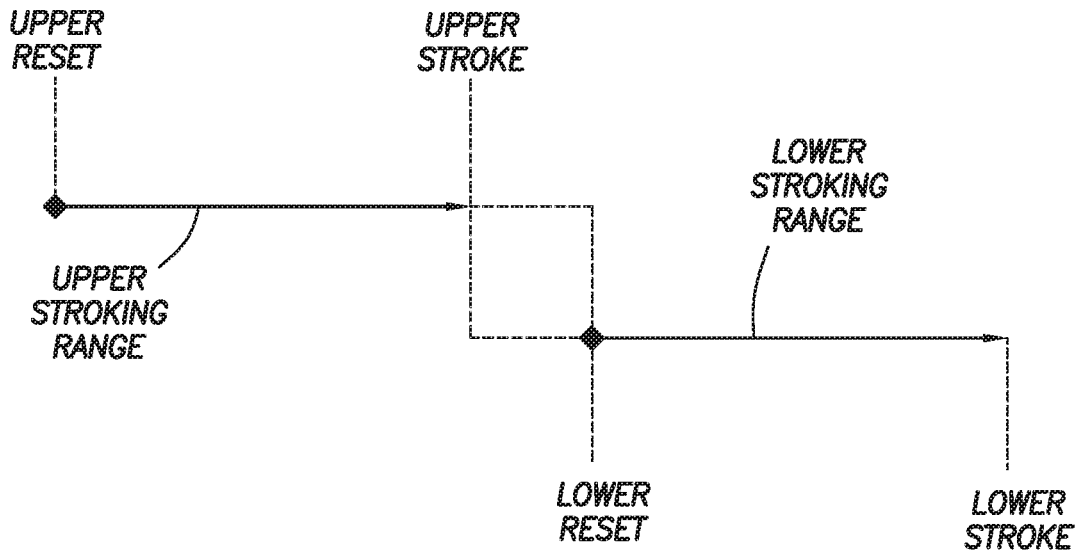 UPPER
RESET
UPPER
STROKE
LOWER
STROKING
RANGE
UPPER
STROKING
RANGE
LOWER
RESET
LOWER
STROKE